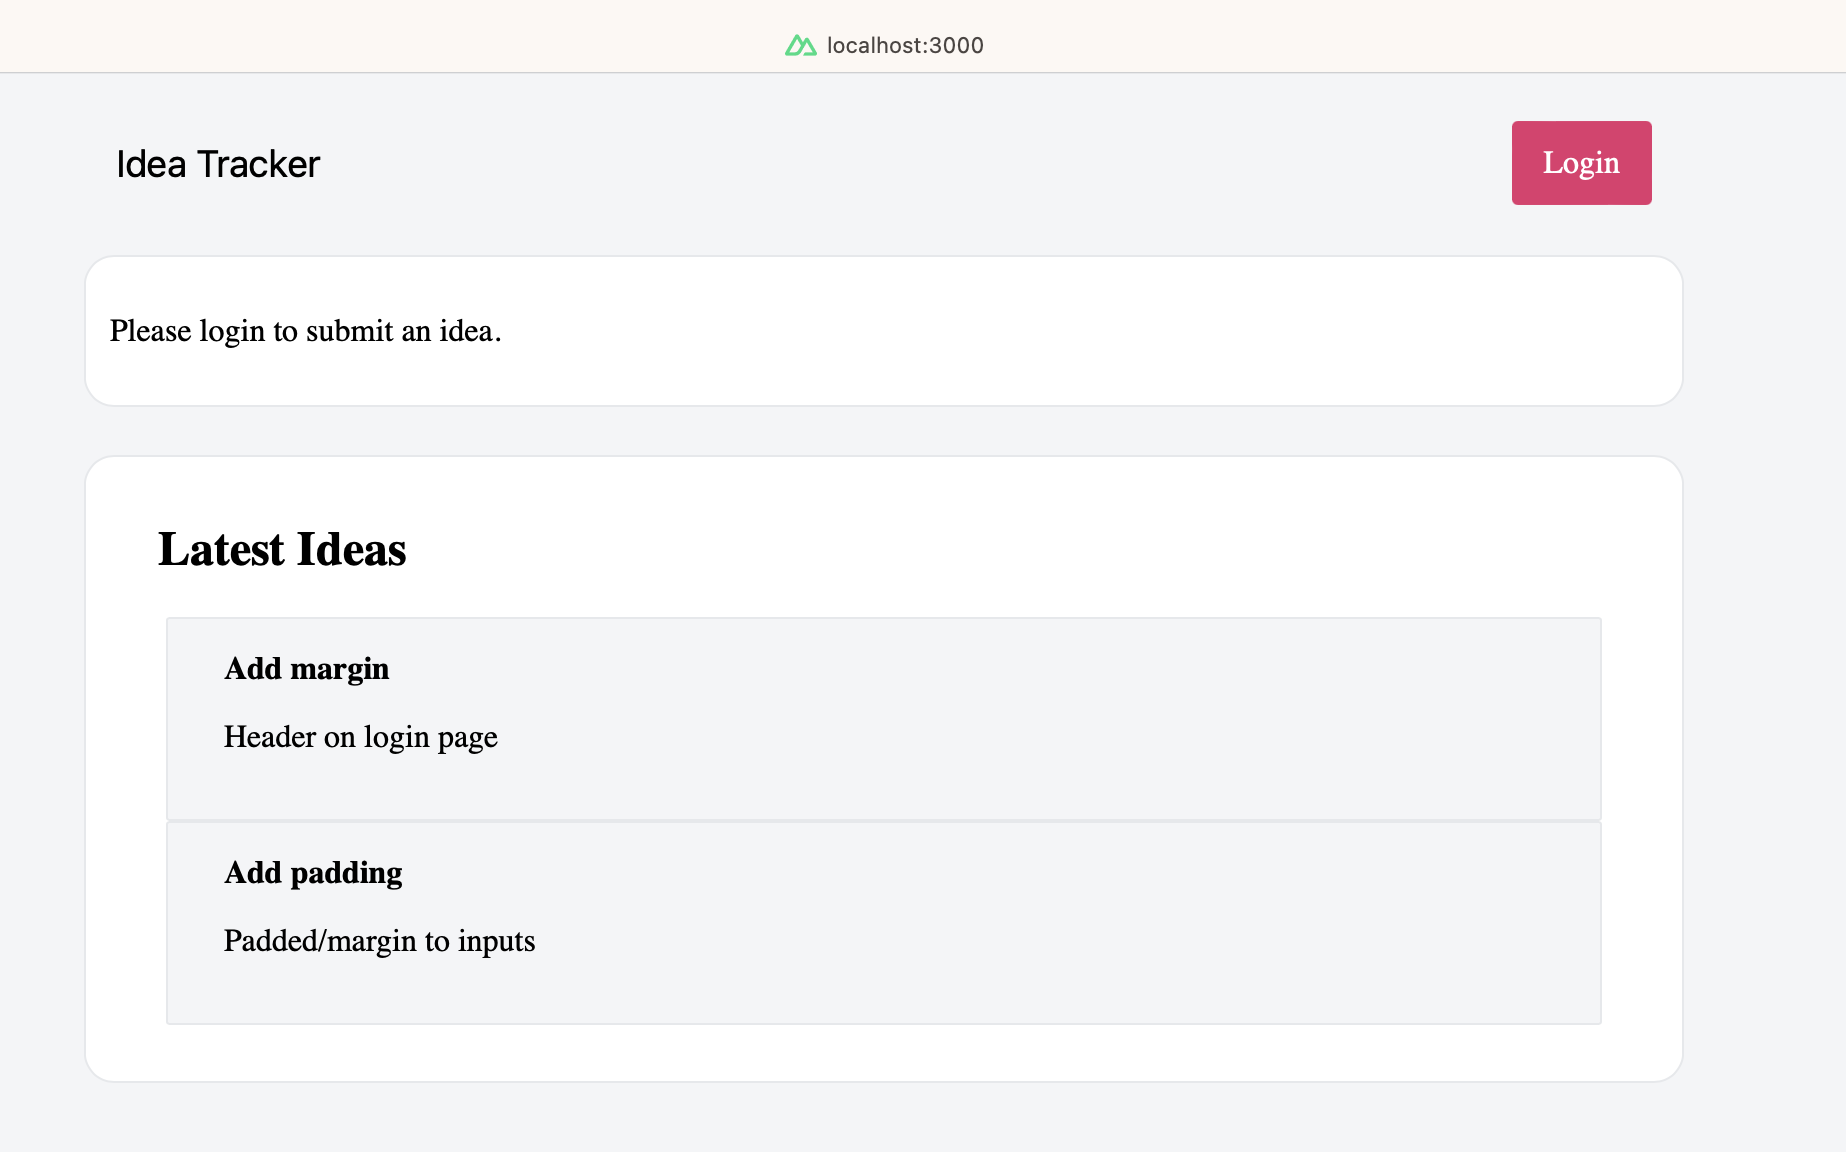 localhost:3000
Idea Tracker
Login
Please login to submit an idea.
Latest Ideas
Add margin
Header on login page
Add padding
Padded/margin to inputs